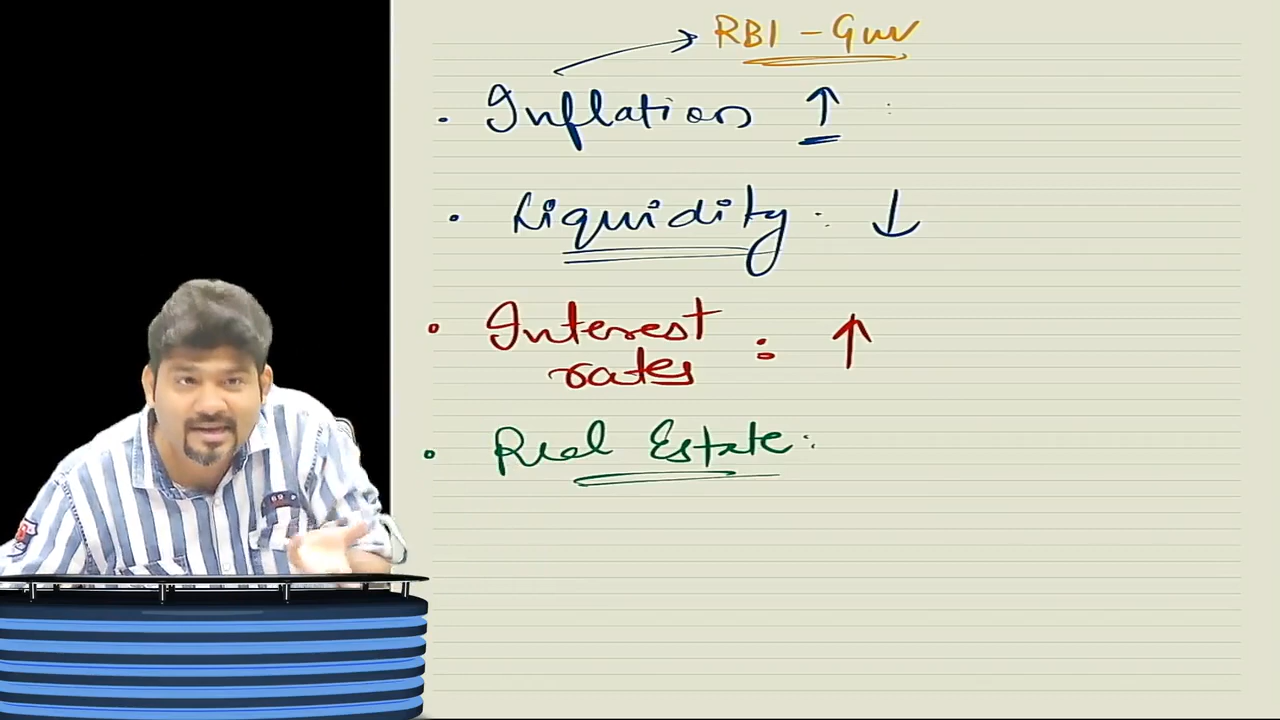 → RBI - Guv
• Inflation ↑ :
• Liquidity: ↓
• Interest
rates : ↑
• Real Estate: